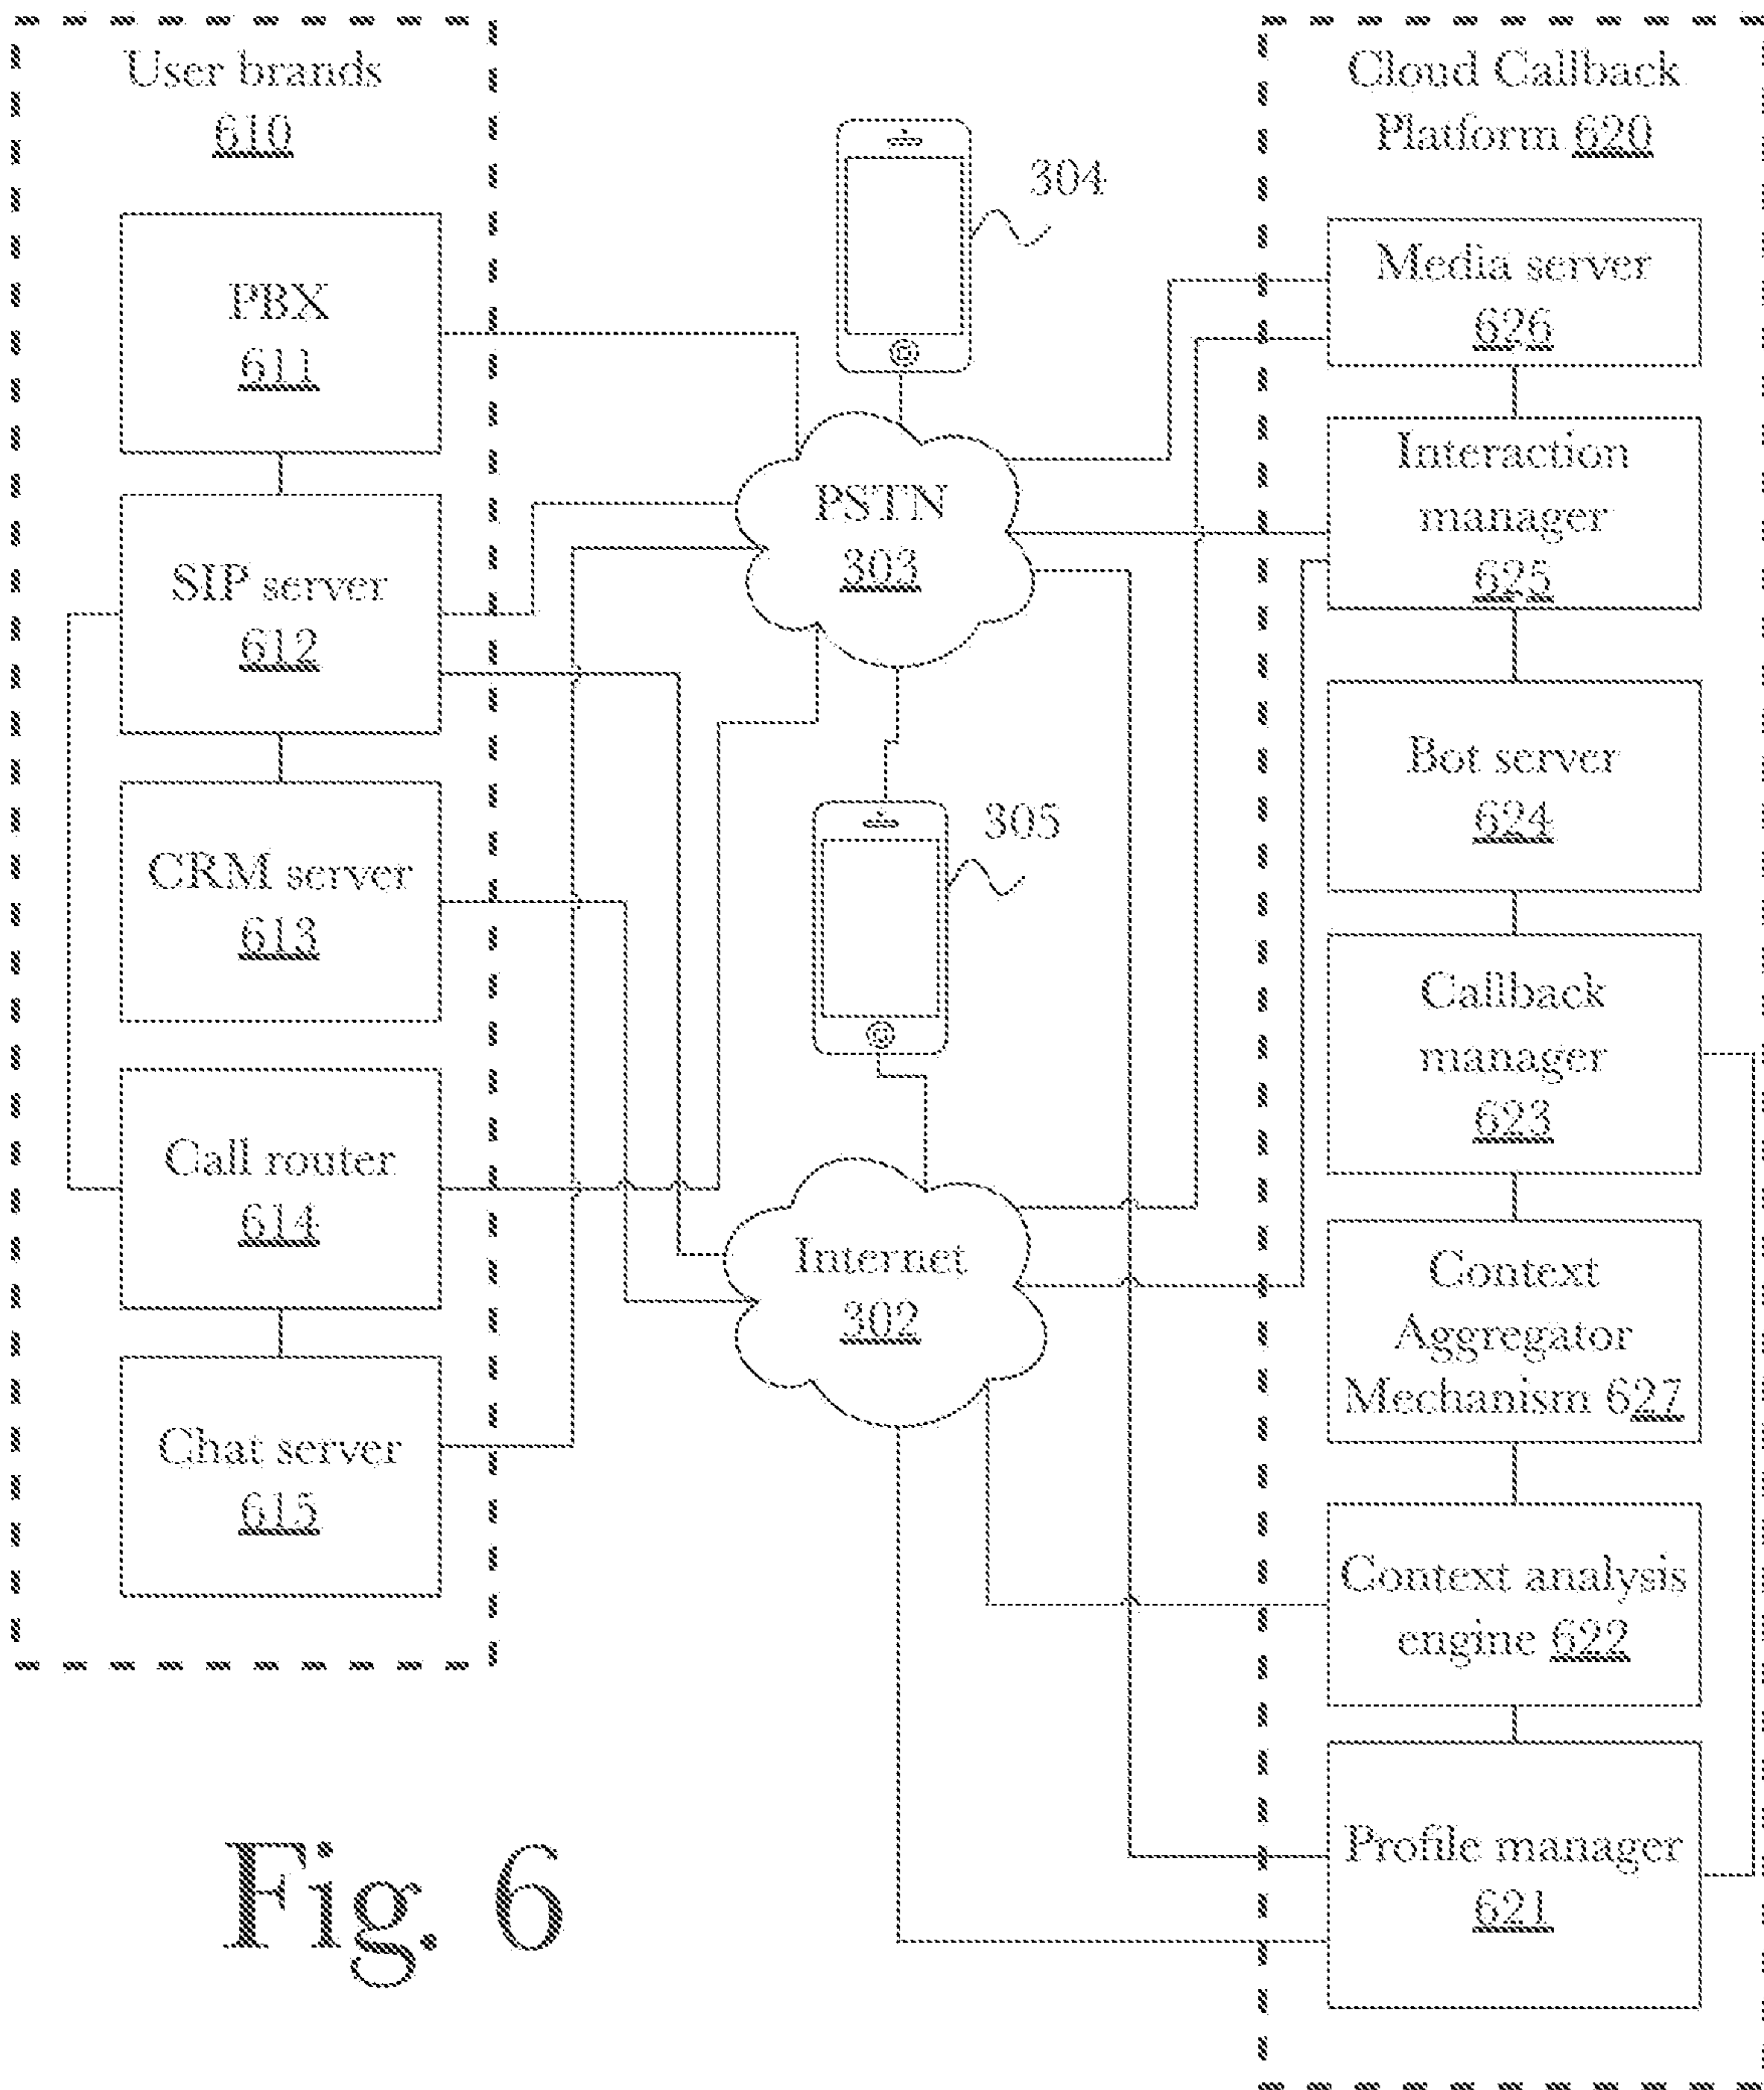 User brands
610
PBX
611
SIP server
612
CRM server
613
Call router
614
Chat server
615
304
PSTN
303
305
Internet
302
Cloud Callback
Platform 620
Media server
626
Interaction
manager
625
Bot server
624
Callback
manager
623
Context
Aggregator
Mechanism 627
Context analysis
engine 622
Profile manager
621
Fig. 6